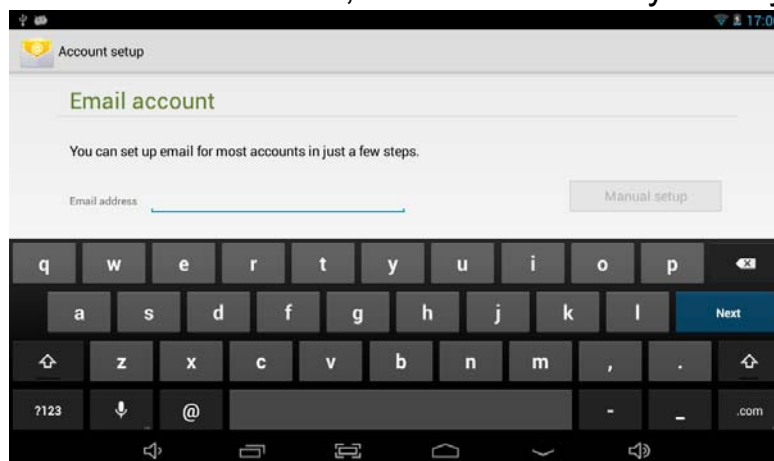 17:0
Account setup
Email account
You can set up email for most accounts in just a few steps.
Email address
Manual setup
q w e r t y u i o p
a s d f g h j k l Next
z x c v b n m , .
?123 @ - _ .com